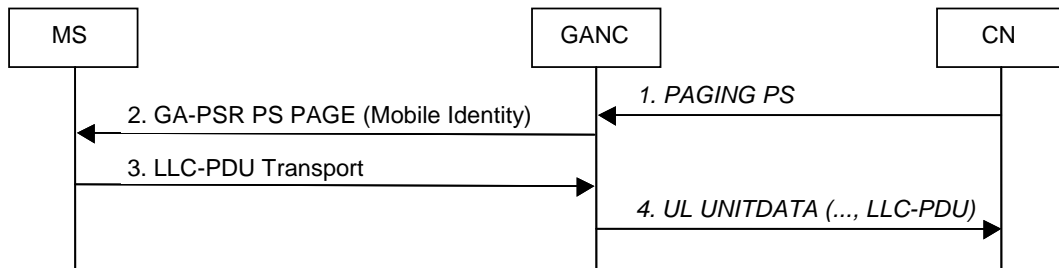 MS
GANC
CN
1. PAGING PS
2. GA-PSR PS PAGE (Mobile Identity)
3. LLC-PDU Transport
4. UL UNITDATA (..., LLC-PDU)